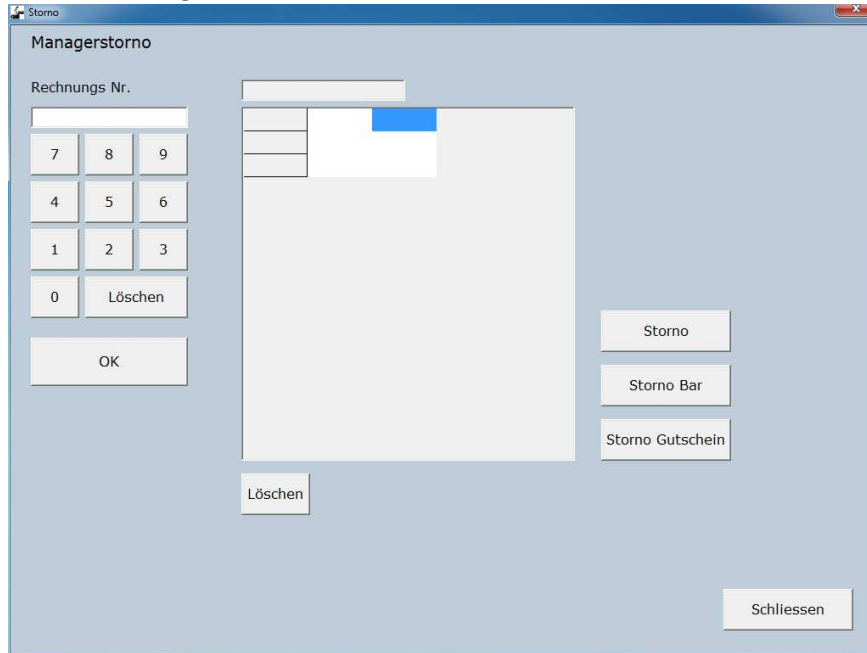 Storno
Managerstorno
Rechnungs Nr.
7 8 9
4 5 6
1 2 3
0 Löschen
OK
Storno
Storno Bar
Storno Gutschein
Löschen
Schliessen